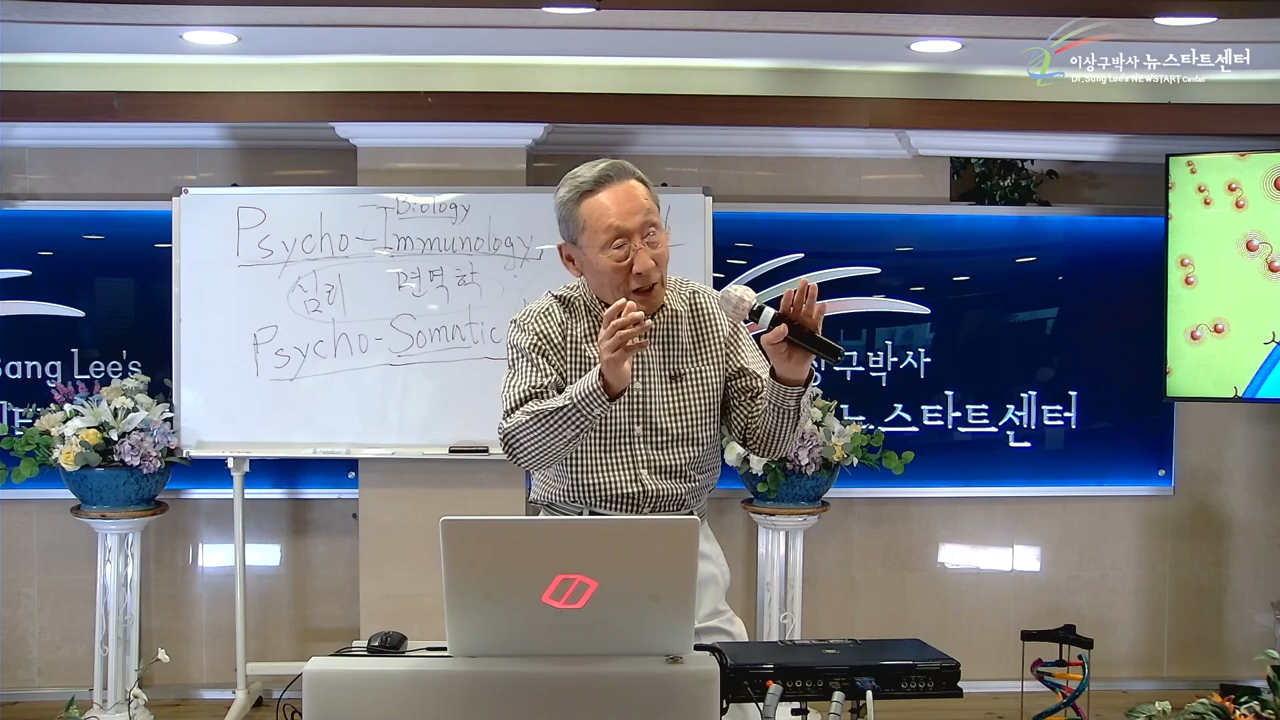 이상구박사 뉴스타트센터
Dr. Sang Lee's NEWSTART Center
Biology
Psycho-Immunology
심리 면역학
Psycho-Somatic
Sang Lee's
구박사
뉴스타트센터